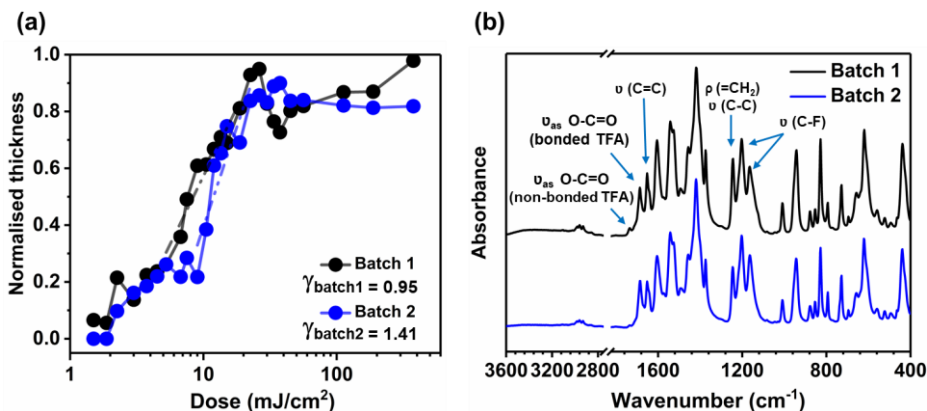 (a)
Normalised thickness
1.0
0.8
0.6
0.4
0.2
0.0
Batch 1
γbatch1 = 0.95
Batch 2
γbatch2 = 1.41
1 10 100
Dose (mJ/cm²)
(b)
Absorbance
Batch 1
Batch 2
υ (C=C)
ρ (=CH₂)
υ (C-C)
υ (C-F)
υas O-C=O
(bonded TFA)
υas O-C=O
(non-bonded TFA)
3600 3200 2800 1600 1200 800 400
Wavenumber (cm⁻¹)